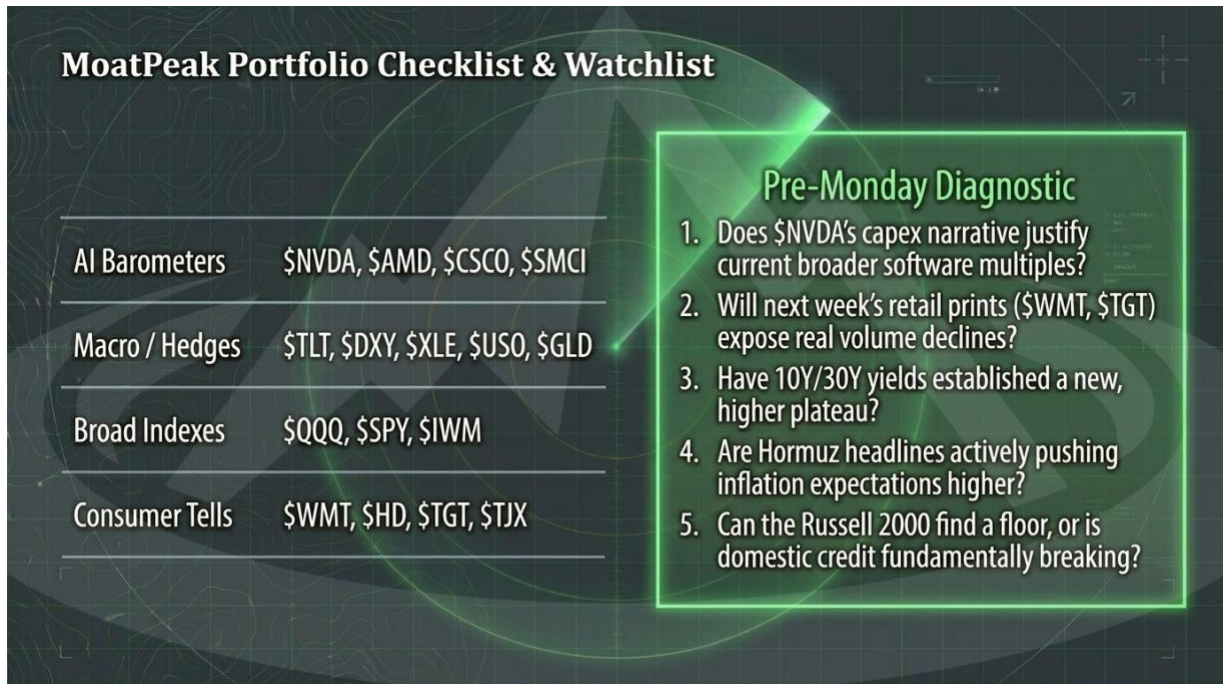 MoatPeak Portfolio Checklist & Watchlist
AI Barometers $NVDA, $AMD, $CSCO, $SMCI
Macro / Hedges $TLT, $DXY, $XLE, $USO, $GLD
Broad Indexes $QQQ, $SPY, $IWM
Consumer Tells $WMT, $HD, $TGT, $TJX
Pre-Monday Diagnostic
1. Does $NVDA’s capex narrative justify
current broader software multiples?
2. Will next week’s retail prints ($WMT, $TGT)
expose real volume declines?
3. Have 10Y/30Y yields established a new,
higher plateau?
4. Are Hormuz headlines actively pushing
inflation expectations higher?
5. Can the Russell 2000 find a floor, or is
domestic credit fundamentally breaking?